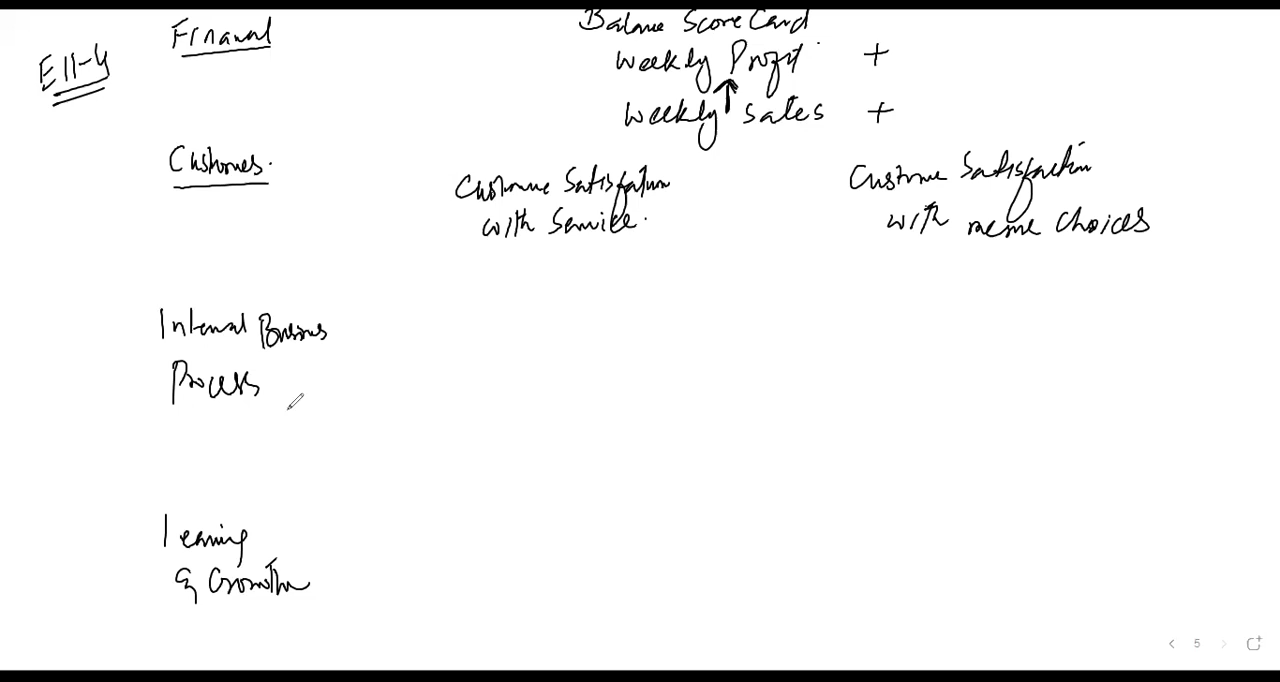 Balance Score Card
Financial
Weekly Profit +
E11-4
Weekly sales +
Customer
Customer Satisfaction
with Service.
Customer Satisfaction
with menu choices
Internal Business
Process
Learning
& Growth
5